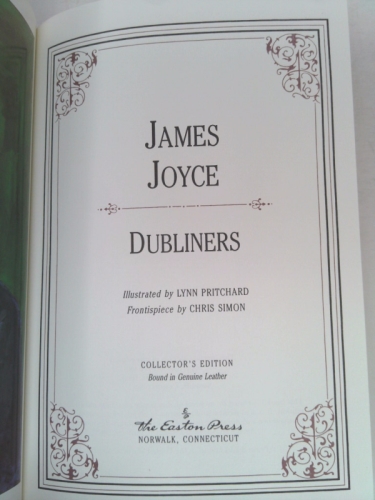 JAMES
JOYCE
DUBLINERS
Illustrated by LYNN PRITCHARD
Frontispiece by CHRIS SIMON
COLLECTOR'S EDITION
Bound in Genuine Leather
The Easton Press
NORWALK, CONNECTICUT